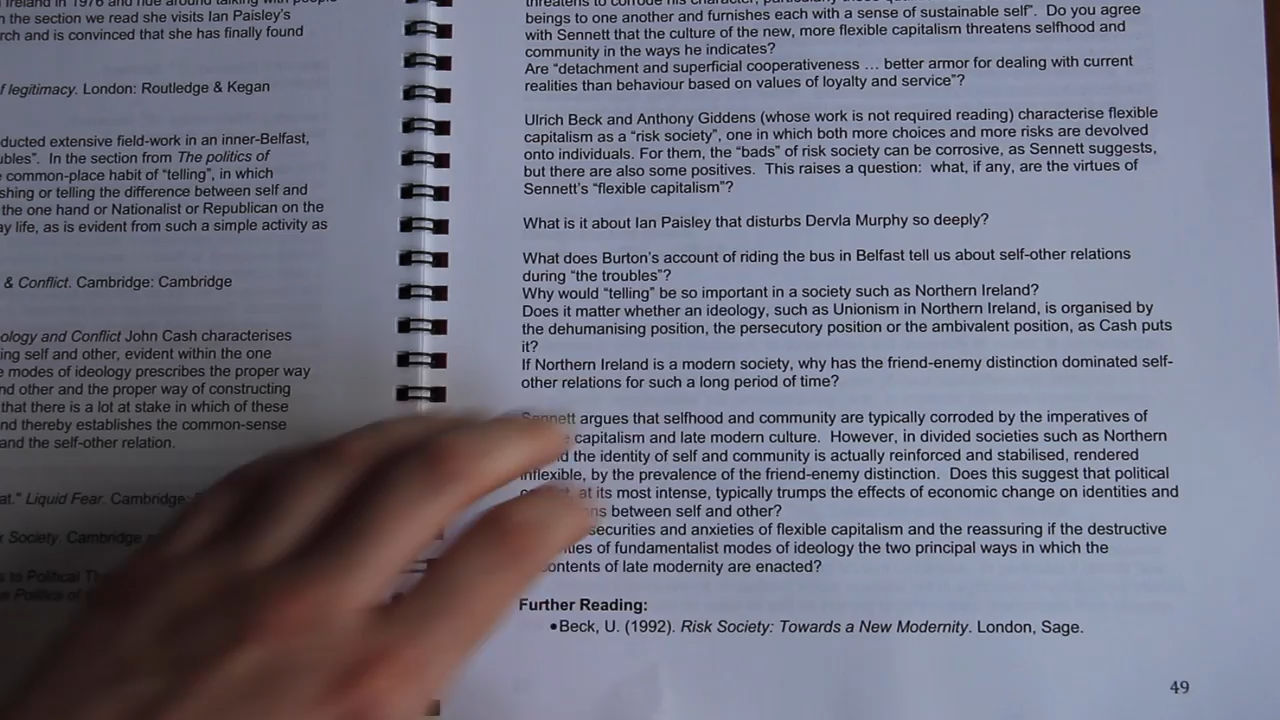 Ireland in 1976 and
n the section we read she visits Ian Paisley's
rch and is convinced that she has finally found
f legitimacy. London: Routledge & Kegan
ducted extensive field-work in an inner-Belfast,
ubles". In the section from The politics of
common-place habit of "telling", in which
shing or telling the difference between self and
the one hand or Nationalist or Republican on the
ay life, as is evident from such a simple activity as
& Conflict. Cambridge: Cambridge
ology and Conflict John Cash characterises
ing self and other, evident within the one
modes of ideology prescribes the proper way
nd other and the proper way of constructing
that there is a lot at stake in which of these
nd thereby establishes the common-sense
and the self-other relation.
at." Liquid Fear. Cambridge:
k Society. Cambridge
s to Political Th
Politics of
threatens to corrode his character, particularly those
beings to one another and furnishes each with a sense of sustainable self". Do you agree
with Sennett that the culture of the new, more flexible capitalism threatens selfhood and
community in the ways he indicates?
Are "detachment and superficial cooperativeness ... better armor for dealing with current
realities than behaviour based on values of loyalty and service"?
Ulrich Beck and Anthony Giddens (whose work is not required reading) characterise flexible
capitalism as a "risk society", one in which both more choices and more risks are devolved
onto individuals. For them, the "bads" of risk society can be corrosive, as Sennett suggests,
but there are also some positives. This raises a question: what, if any, are the virtues of
Sennett's "flexible capitalism"?
What is it about Ian Paisley that disturbs Dervla Murphy so deeply?
What does Burton's account of riding the bus in Belfast tell us about self-other relations
during "the troubles"?
Why would "telling" be so important in a society such as Northern Ireland?
Does it matter whether an ideology, such as Unionism in Northern Ireland, is organised by
the dehumanising position, the persecutory position or the ambivalent position, as Cash puts
it?
If Northern Ireland is a modern society, why has the friend-enemy distinction dominated self-
other relations for such a long period of time?
Sennett argues that selfhood and community are typically corroded by the imperatives of
capitalism and late modern culture. However, in divided societies such as Northern
d the identity of self and community is actually reinforced and stabilised, rendered
inflexible, by the prevalence of the friend-enemy distinction. Does this suggest that political
at its most intense, typically trumps the effects of economic change on identities and
ns between self and other?
securities and anxieties of flexible capitalism and the reassuring if the destructive
ties of fundamentalist modes of ideology the two principal ways in which the
ontents of late modernity are enacted?
Further Reading:
•Beck, U. (1992). Risk Society: Towards a New Modernity. London, Sage.
49